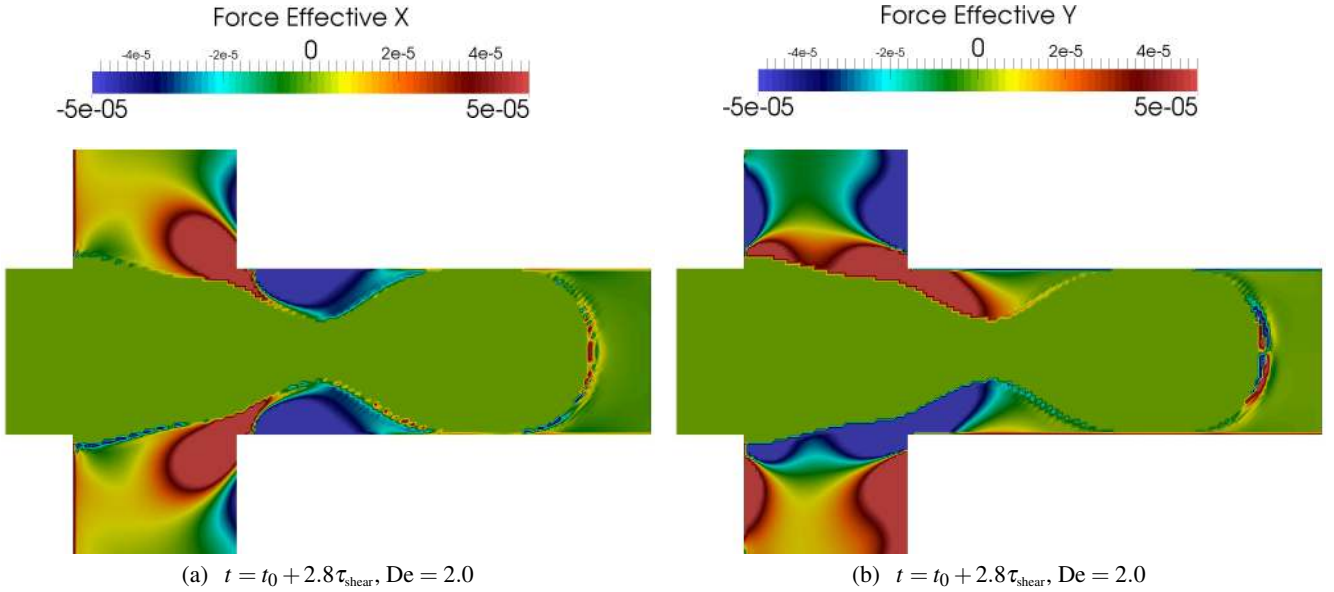 Force Effective X
-4e-5 -2e-5 0 2e-5 4e-5
-5e-05 5e-05
Force Effective Y
-4e-5 -2e-5 0 2e-5 4e-5
-5e-05 5e-05
(a) t = t₀ + 2.8τshear, De = 2.0
(b) t = t₀ + 2.8τshear, De = 2.0